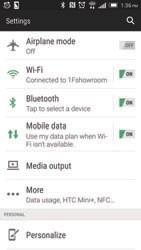 1:36 PM
Settings
Airplane mode
Off
OFF
Wi-Fi
Connected to 1Fshowroom
ON
Bluetooth
Tap to select a device
ON
Mobile data
Use my data plan when Wi-
Fi isn't available.
ON
Media output
More
Data usage, HTC Mini+, NFC...
PERSONAL
Personalize